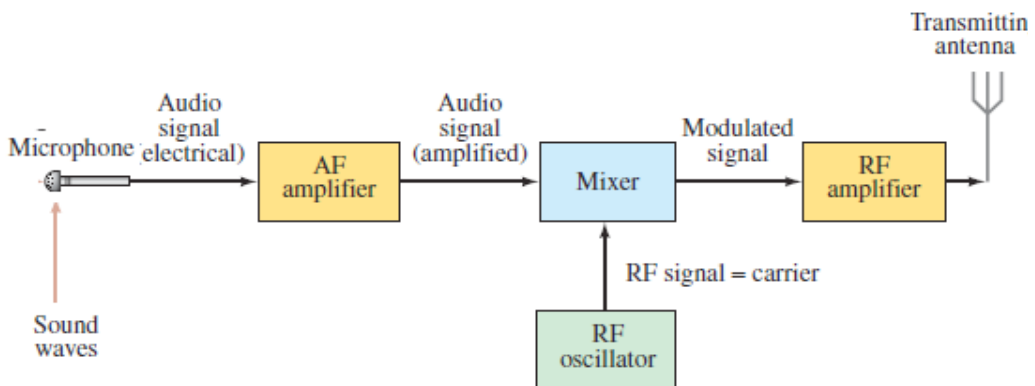 Transmittin
antenna
Audio
signal
electrical)
Audio
signal
(amplified)
Modulated
signal
Microphone
AF
amplifier
Mixer
RF
amplifier
RF signal = carrier
Sound
waves
RF
oscillator